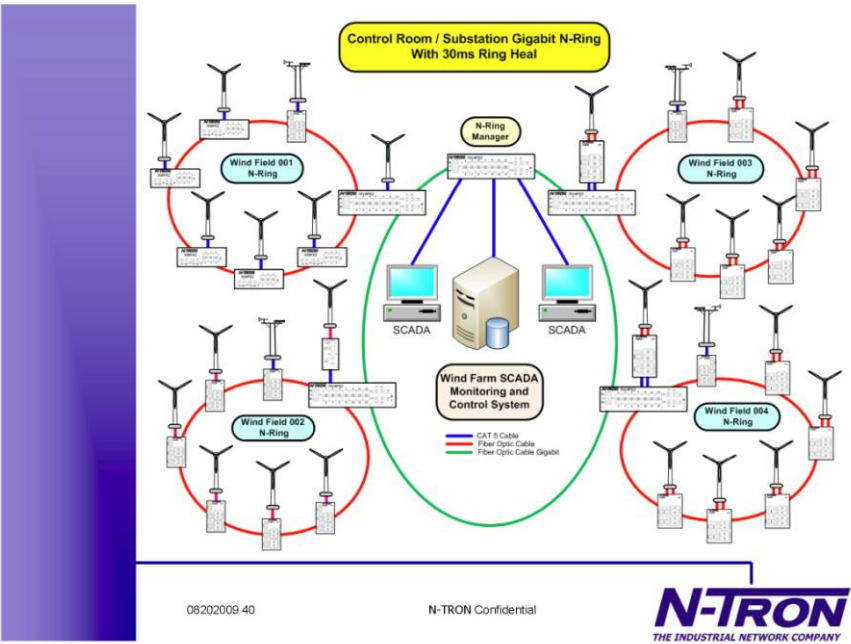 Control Room / Substation Gigabit N-Ring
With 30ms Ring Heal
N-Ring
Manager
Wind Field 001
N-Ring
Wind Field 003
N-Ring
SCADA
SCADA
Wind Farm SCADA
Monitoring and
Control System
Wind Field 002
N-Ring
Wind Field 004
N-Ring
CAT 5 Cable
Fiber Optic Cable
Fiber Optic Cable Gigabit
08202009 40
N-TRON Confidential
N-TRON
THE INDUSTRIAL NETWORK COMPANY